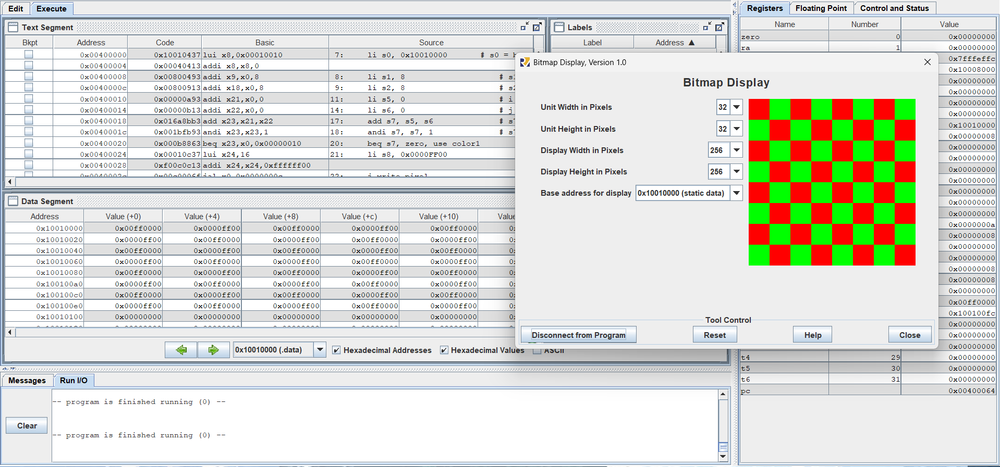 Edit Execute
Text Segment
Bkpt Address Code Basic Source
0x00400000 0x10010437 lui x8,0x00010010 7: li s0, 0x10010000 # s0 =
0x00400004 0x00040413 addi x8,x8,0
0x00400008 0x00800493 addi x9,x0,8 8: li s1, 8 # s1
0x0040000c 0x00800913 addi x18,x0,8 9: li s2, 8 # s2
0x00400010 0x00000a93 addi x21,x0,0 11: li s5, 0 # i
0x00400014 0x00000b13 addi x22,x0,0 14: li s6, 0 # j
0x00400018 0x016a8bb3 add x23,x21,x22 17: add s7, s5, s6 # s7
0x0040001c 0x001bfb93 andi x23,x23,1 18: andi s7, s7, 1 # s7
0x00400020 0x000b8863 beq x23,x0,0x00000010 20: beq s7, zero, use_color1
0x00400024 0x00010c37 lui x24,16 21: li s8, 0x0000FF00
0x00400028 0xf00c0c13 addi x24,x24,0xffffff00
0x0040002c 0x00c0006f jal x0,0x0000000c 22: j write_pixel
Labels
Label Address ▲
Data Segment
Address Value (+0) Value (+4) Value (+8) Value (+c) Value (+10) Value
0x10010000 0x00ff0000 0x0000ff00 0x00ff0000 0x0000ff00 0x00ff0000
0x10010020 0x0000ff00 0x00ff0000 0x0000ff00 0x00ff0000 0x0000ff00
0x10010040 0x00ff0000 0x0000ff00 0x00ff0000 0x0000ff00 0x00ff0000
0x10010060 0x0000ff00 0x00ff0000 0x0000ff00 0x00ff0000 0x0000ff00
0x10010080 0x00ff0000 0x0000ff00 0x00ff0000 0x0000ff00 0x00ff0000
0x100100a0 0x0000ff00 0x00ff0000 0x0000ff00 0x00ff0000 0x0000ff00
0x100100c0 0x00ff0000 0x0000ff00 0x00ff0000 0x0000ff00 0x00ff0000
0x100100e0 0x0000ff00 0x00ff0000 0x0000ff00 0x00ff0000 0x0000ff00
0x10010100 0x00000000 0x00000000 0x00000000 0x00000000 0x00000000
0x10010000 (.data) Hexadecimal Addresses Hexadecimal Values ASCII
Messages Run I/O
Clear
-- program is finished running (0) --
-- program is finished running (0) --
Bitmap Display, Version 1.0
Bitmap Display
Unit Width in Pixels 32
Unit Height in Pixels 32
Display Width in Pixels 256
Display Height in Pixels 256
Base address for display 0x10010000 (static data)
Tool Control
Disconnect from Program Reset Help Close
Registers Floating Point Control and Status
Name Number Value
zero 0 0x00000000
ra 1 0x00000000
0x7fffeffc
0x10008000
0x00000000
0x00000000
0x00000000
0x00000000
0x10010000
0x00000008
0x00000000
0x00000000
0x00000000
0x00000000
0x00000000
0x00000000
0x00000000
0x0000000a
0x00000008
0x00000000
0x00000000
0x00000008
0x00000008
0x00000000
0x00ff0000
0x100100fc
0x00000000
0x00000000
0x00000000
t4 29 0x00000000
t5 30 0x00000000
t6 31 0x00000000
pc 0x00400064